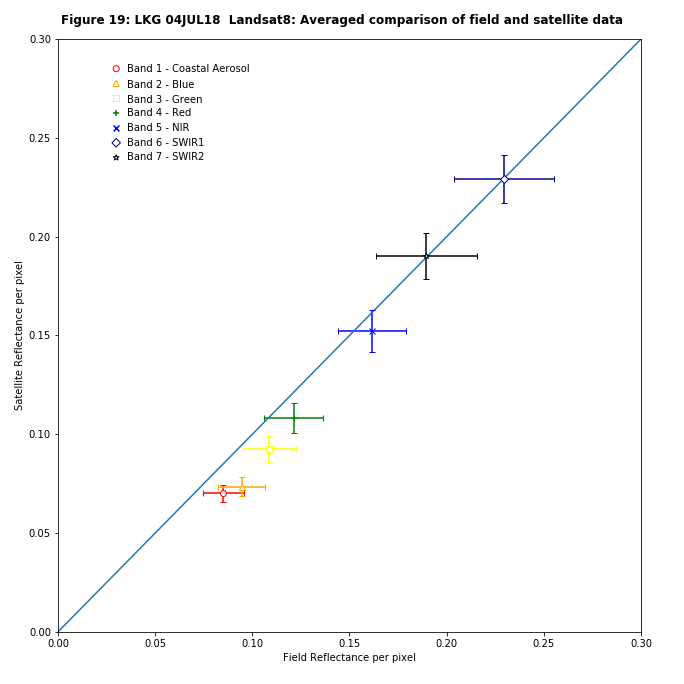 Figure 19: LKG 04JUL18  Landsat8: Averaged comparison of field and satellite data
Band 1 - Coastal Aerosol
Band 2 - Blue
Band 3 - Green
Band 4 - Red
Band 5 - NIR
Band 6 - SWIR1
Band 7 - SWIR2
Satellite Reflectance per pixel
0.30
0.25
0.20
0.15
0.10
0.05
0.00
0.00 0.05 0.10 0.15 0.20 0.25 0.30
Field Reflectance per pixel